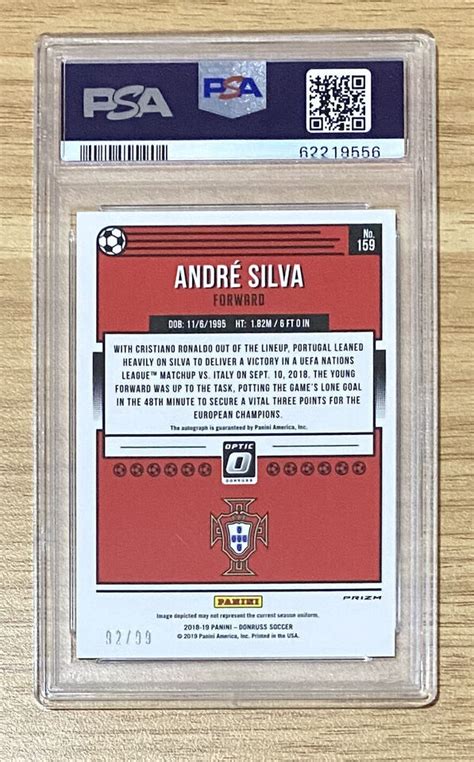 PSA PSA
62219556
No.
159
ANDRÉ SILVA
FORWARD
DOB: 11/6/1995 HT: 1.82M / 6 FT 0 IN
WITH CRISTIANO RONALDO OUT OF THE LINEUP, PORTUGAL LEANED
HEAVILY ON SILVA TO DELIVER A VICTORY IN A UEFA NATIONS
LEAGUE™ MATCHUP VS. ITALY ON SEPT. 10, 2018. THE YOUNG
FORWARD WAS UP TO THE TASK, POTTING THE GAME'S LONE GOAL
IN THE 48TH MINUTE TO SECURE A VITAL THREE POINTS FOR THE
EUROPEAN CHAMPIONS.
The autograph is guaranteed by Panini America, Inc.
OPTIC
DONRUSS
PANINI
PRIZM
Image depicted may not represent the current season uniform.
2018-19 PANINI – DONRUSS SOCCER
© 2019 Panini America, Inc. Printed in the USA.
92/99